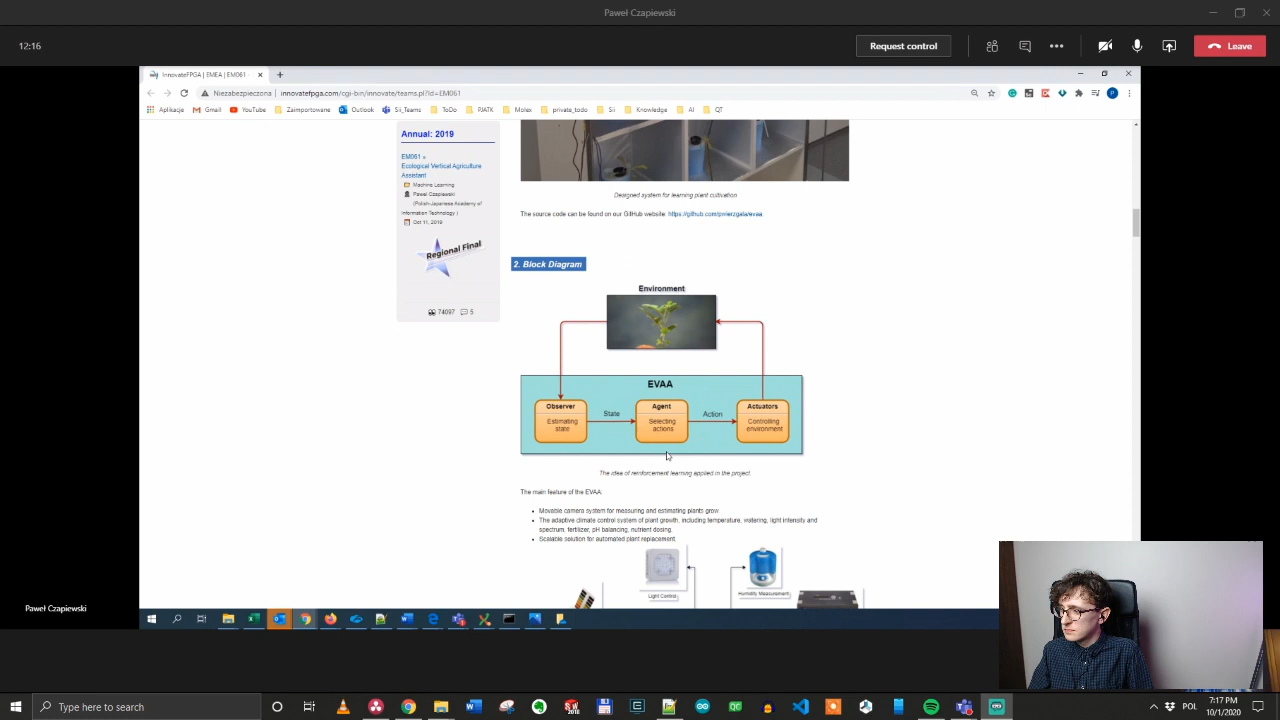 Paweł Czapiewski
12:16
Request control
Leave
InnovateFPGA | EMEA | EM061
Niezabezpieczona
innovatefpga.com/cgi-bin/innovate/teams.pl?Id=EM061
Aplikacje
Gmail
YouTube
Zaimportowane
Outlook
Sii_Teams
ToDo
PJATK
Molex
private_todo
Sii
Knowledge
AI
QT
Annual: 2019
EM061 »
Ecological Vertical Agriculture
Assistant
Machine Learning
Paweł Czapiewski
(Polish-Japanese Academy of
Information Technology )
Oct 11, 2019
Regional Final
74097
5
Designed system for learning plant cultivation
The source code can be found on our GitHub website: https://github.com/pwierzgala/evaa
2. Block Diagram
Environment
EVAA
Observer
Estimating
state
State
Agent
Selecting
actions
Action
Actuators
Controlling
environment
The idea of reinforcement learning applied in the project.
The main feature of the EVAA:
Movable camera system for measuring and estimating plants grow
The adaptive climate control system of plant growth, including temperature, watering, light intensity and
spectrum, fertilizer, pH balancing, nutrient dosing.
Scalable solution for automated plant replacement.
Light Control
Humidity Measurement
Paweł Czapiewski
Type here to search
POL
7:17 PM
10/1/2020